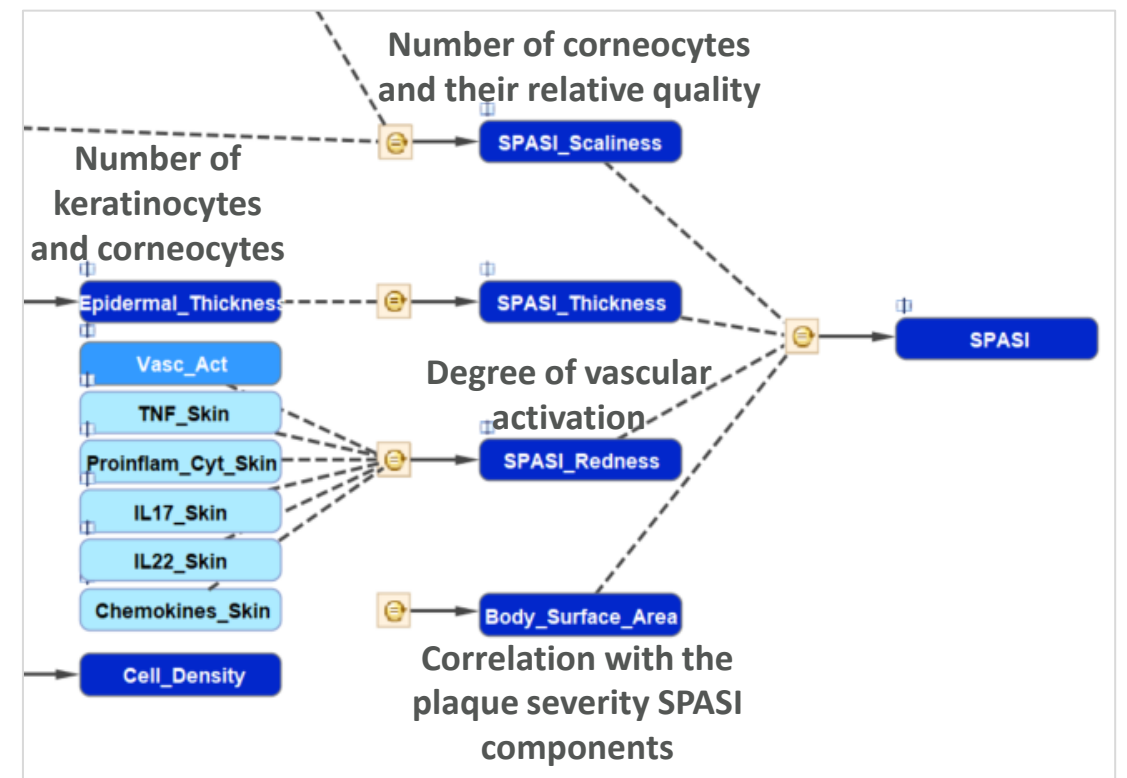 Number of corneocytes
and their relative quality
SPASI_Scaliness
Number of
keratinocytes
and corneocytes
Epidermal_Thickness
SPASI_Thickness
SPASI
Vasc_Act
Degree of vascular
activation
TNF_Skin
Proinflam_Cyt_Skin
SPASI_Redness
IL17_Skin
IL22_Skin
Chemokines_Skin
Body_Surface_Area
Cell_Density
Correlation with the
plaque severity SPASI
components